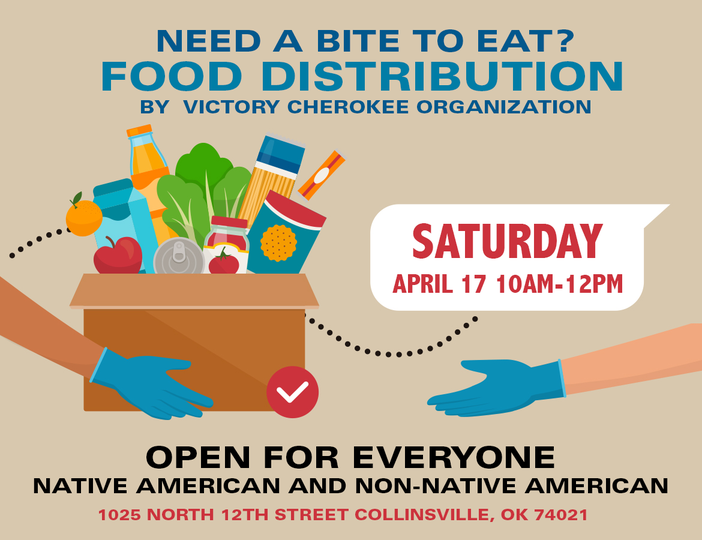 NEED A BITE TO EAT?
FOOD DISTRIBUTION
BY VICTORY CHEROKEE ORGANIZATION
SATURDAY
APRIL 17 10AM-12PM
OPEN FOR EVERYONE
NATIVE AMERICAN AND NON-NATIVE AMERICAN
1025 NORTH 12TH STREET COLLINSVILLE, OK 74021